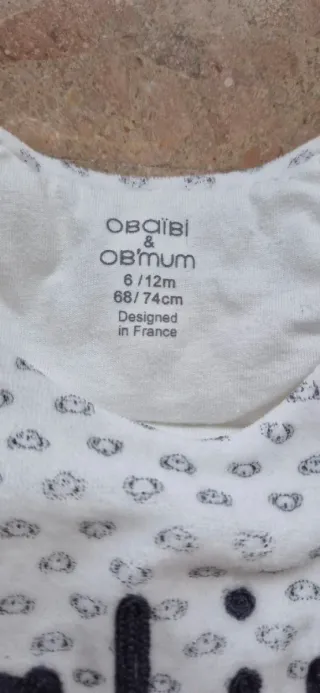 OBaïBi
&
OB'mum
6/12m
68/74cm
Designed
in France